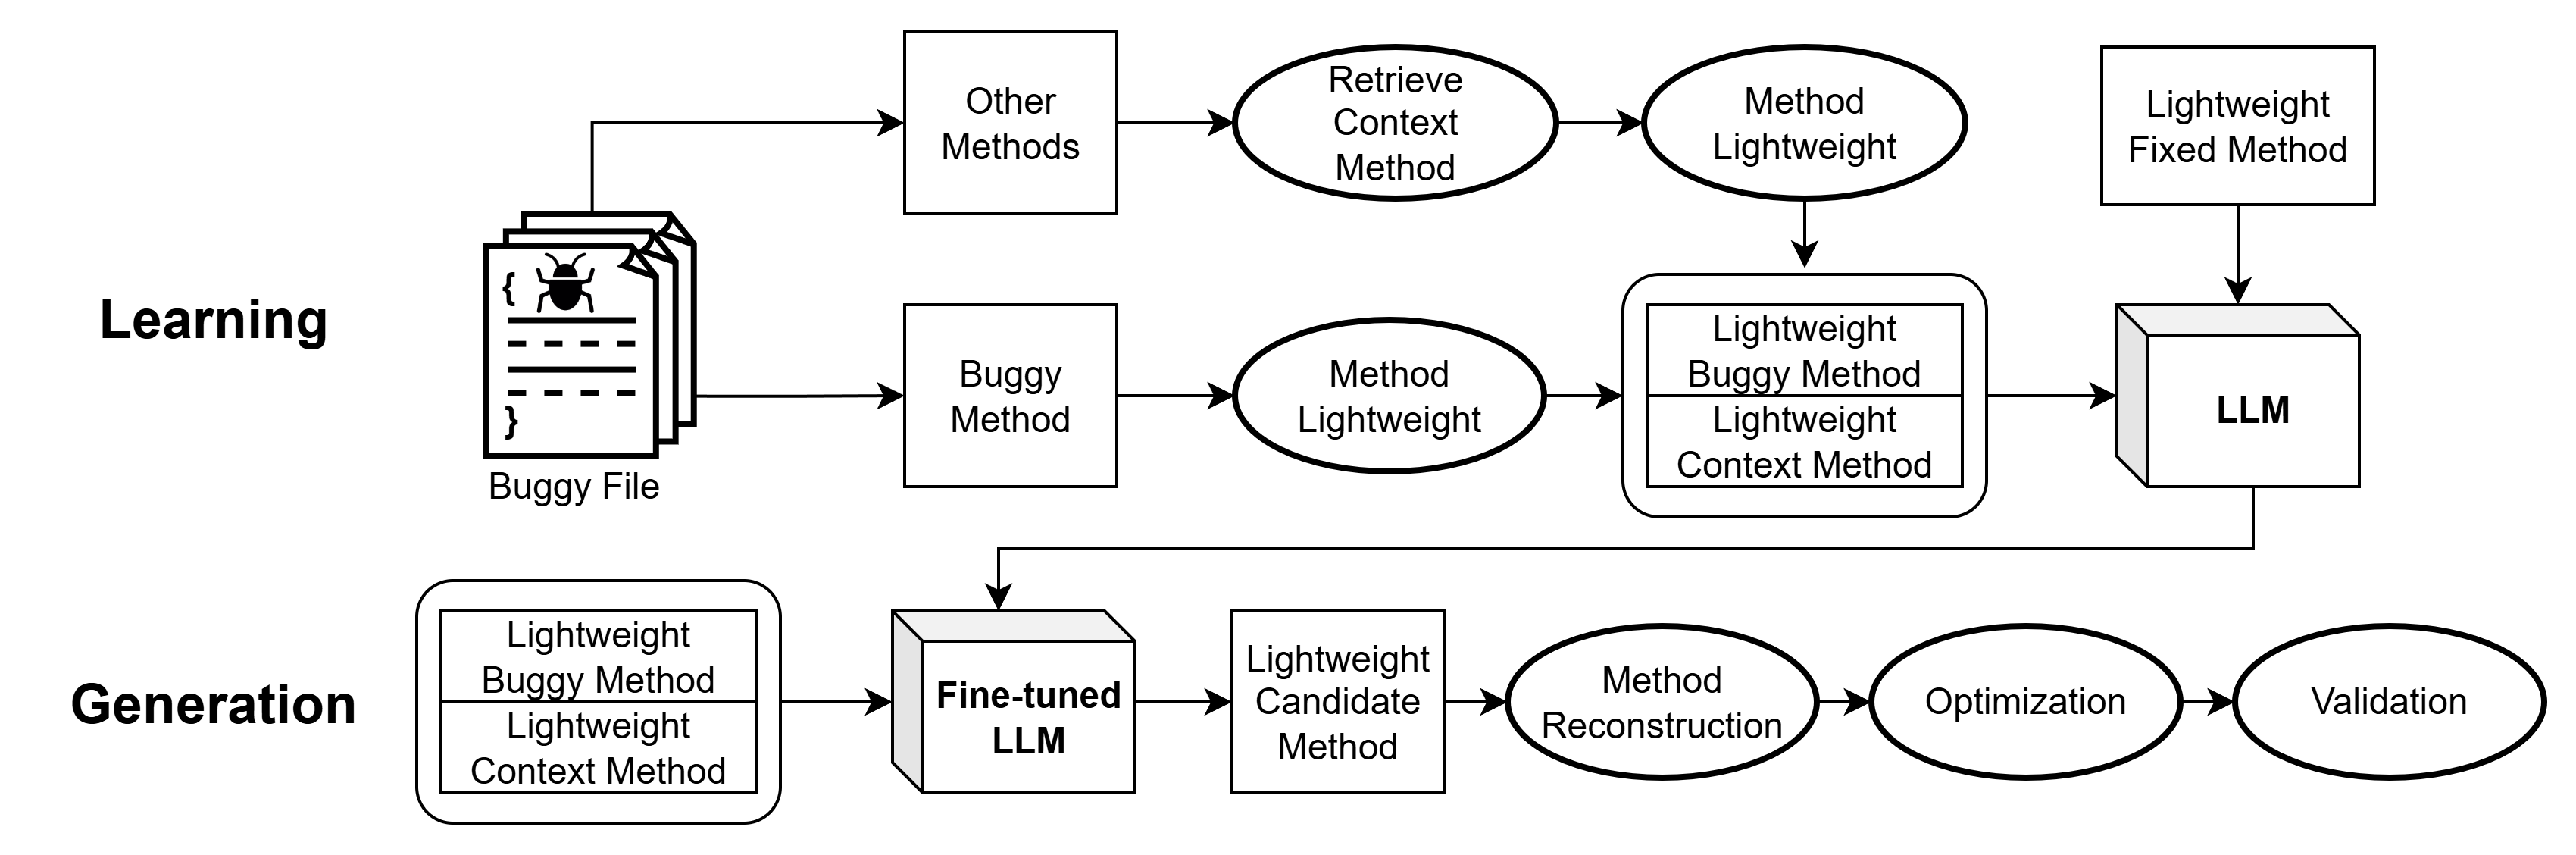 Other
Methods
Retrieve
Context
Method
Method
Lightweight
Lightweight
Fixed Method
Learning
{
}
Buggy File
Buggy
Method
Method
Lightweight
Lightweight
Buggy Method
Lightweight
Context Method
LLM
Generation
Lightweight
Buggy Method
Lightweight
Context Method
Fine-tuned
LLM
Lightweight
Candidate
Method
Method
Reconstruction
Optimization
Validation